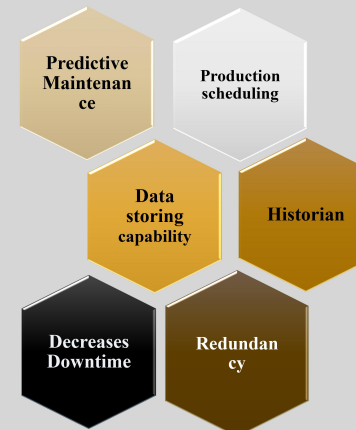 Predictive
Maintenan
ce
Production
scheduling
Data
storing
capability
Historian
Decreases
Downtime
Redundan
cy